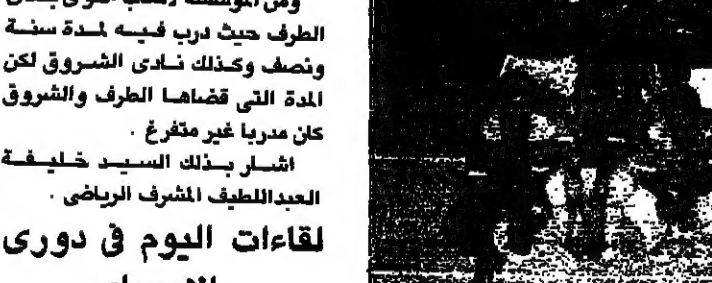 الطرف حيث درب فيه لمدة سنة
ونصف وكذلك نادى الشروق لكن
المدة التى قضاها الطرف والشروق
كان مدربا غير متفرغ .
اشار بذلك السيد خليفة
العبداللطيف المشرف الرياضى .
لقاءات اليوم فى دورى